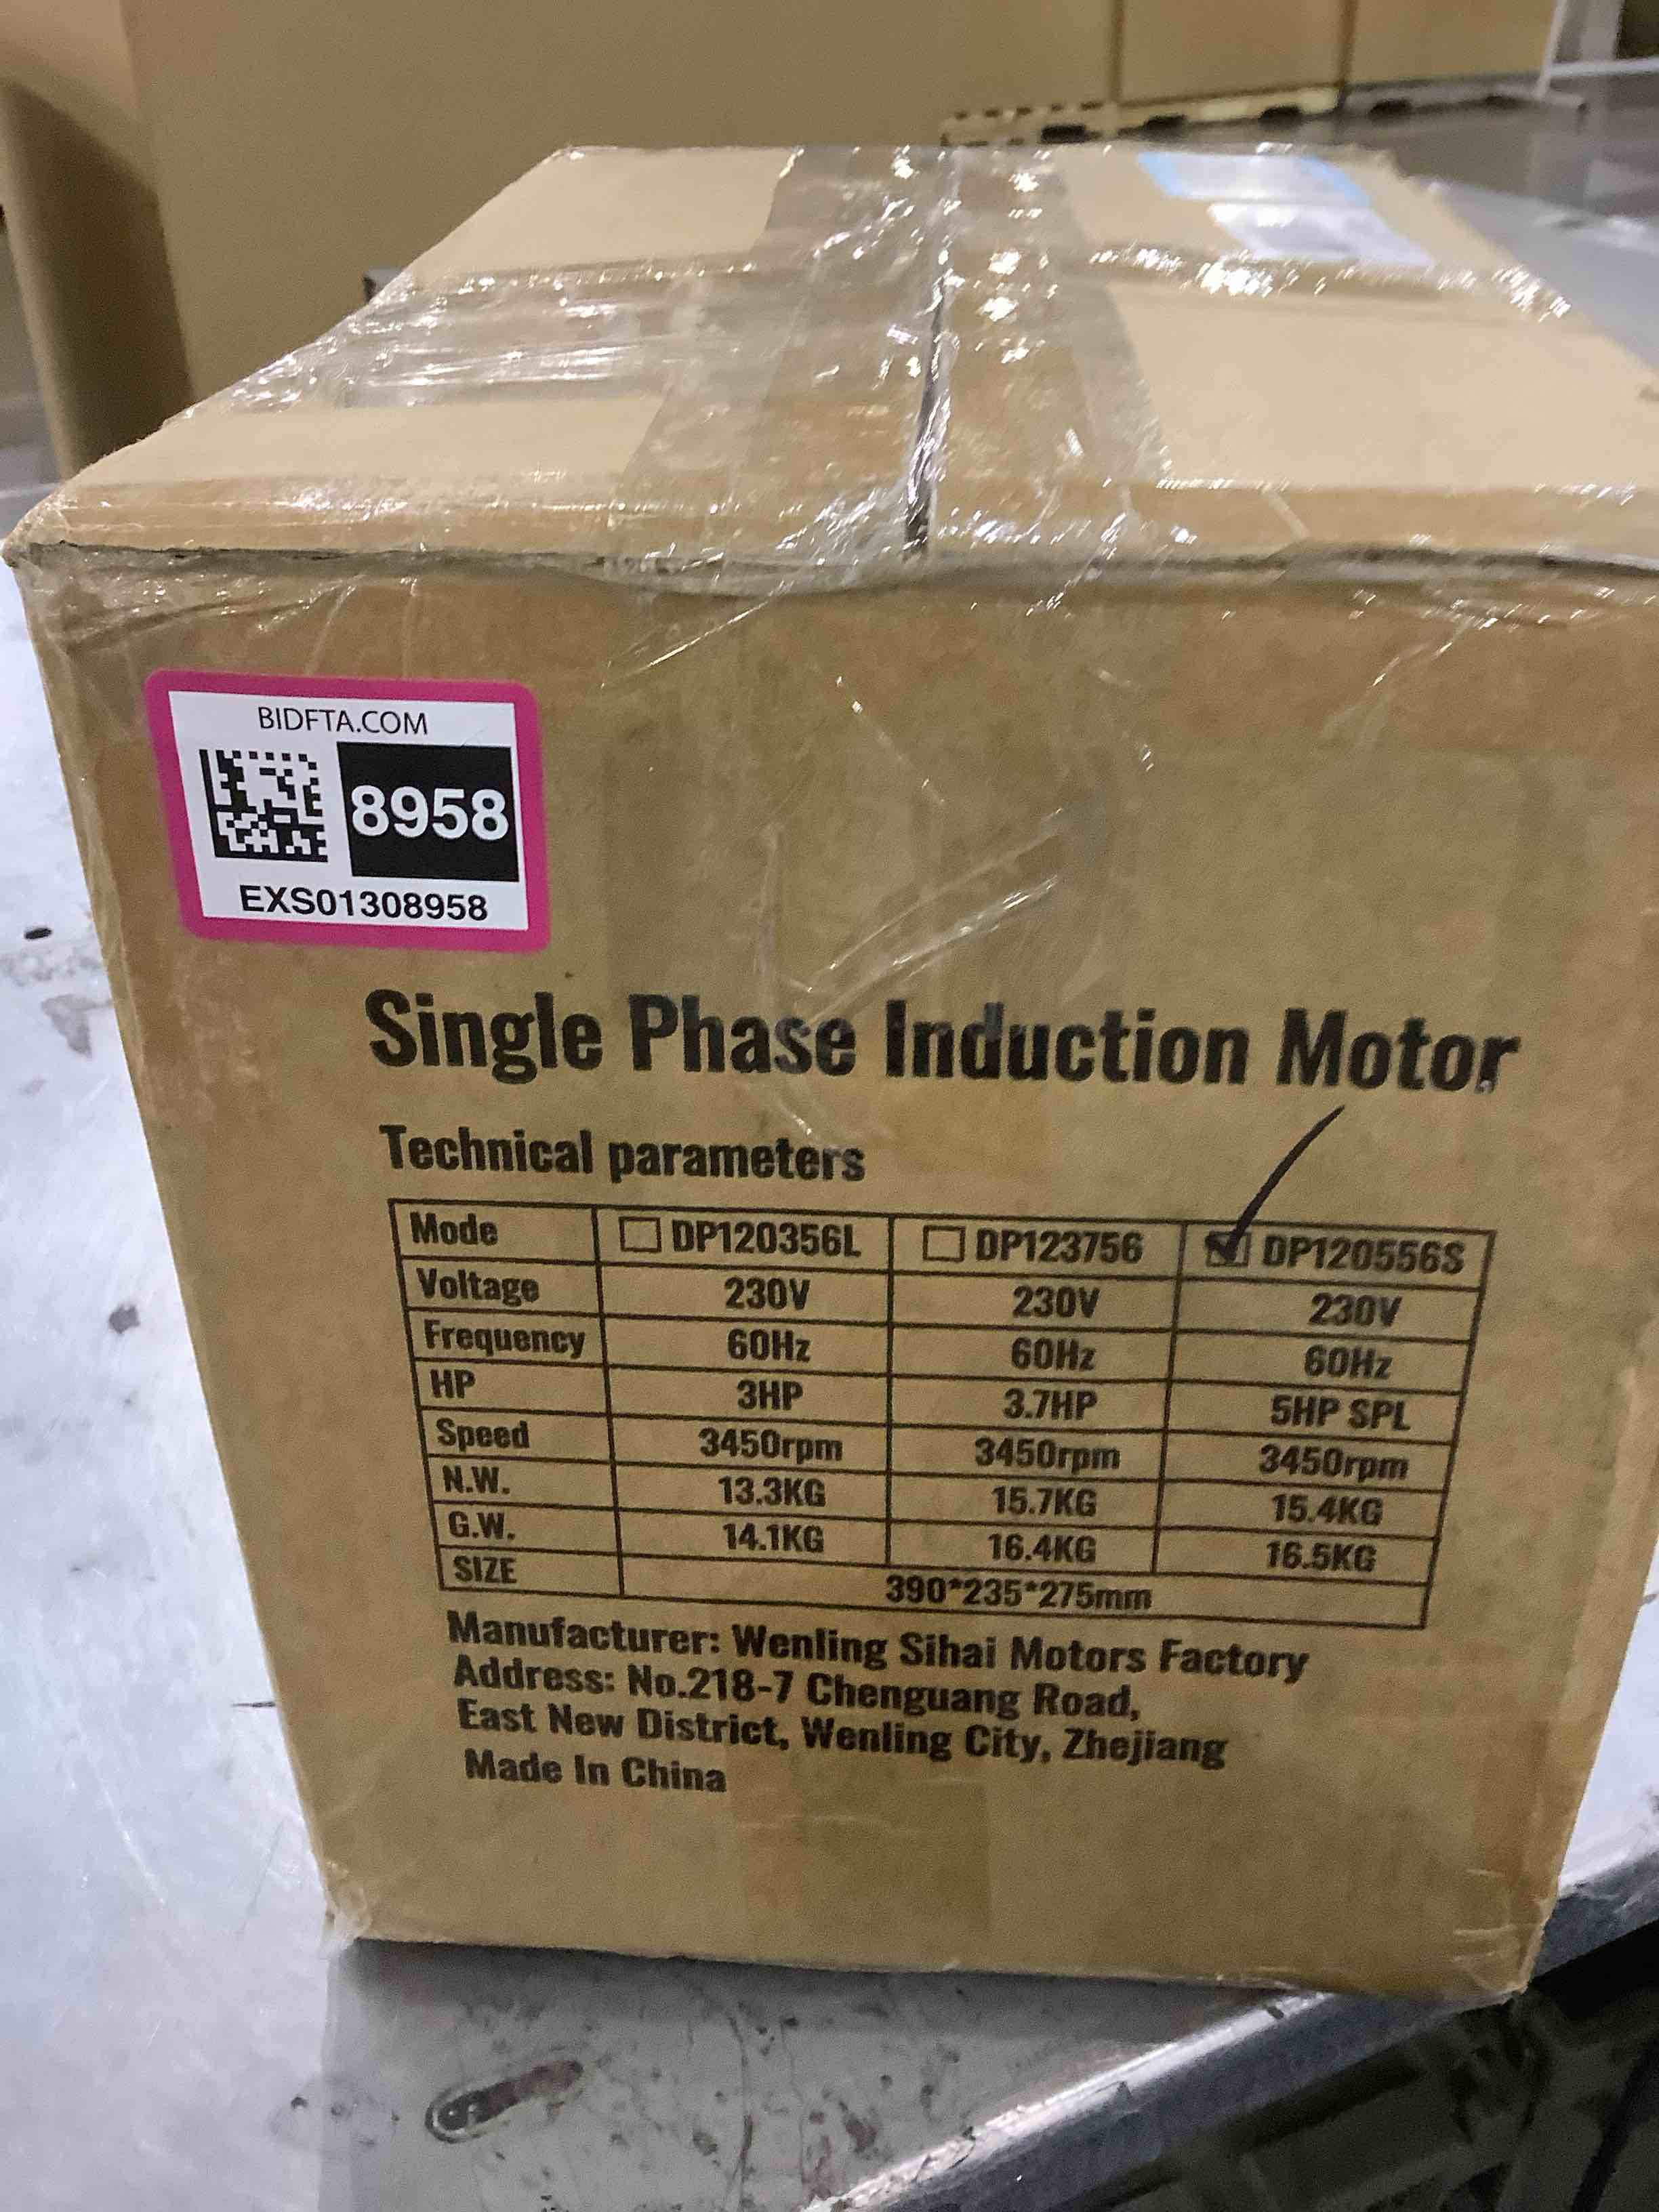 BIDFTA.COM
8958
EXS01308958
Single Phase Induction Motor
Technical parameters
Mode DP120356L DP123756 DP120556S
Voltage 230V 230V 230V
Frequency 60Hz 60Hz 60Hz
HP 3HP 3.7HP 5HP SPL
Speed 3450rpm 3450rpm 3450rpm
N.W. 13.3KG 15.7KG 15.4KG
G.W. 14.1KG 16.4KG 16.5KG
SIZE 390*235*275mm
Manufacturer: Wenling Sihai Motors Factory
Address: No.218-7 Chenguang Road,
East New District, Wenling City, Zhejiang
Made In China